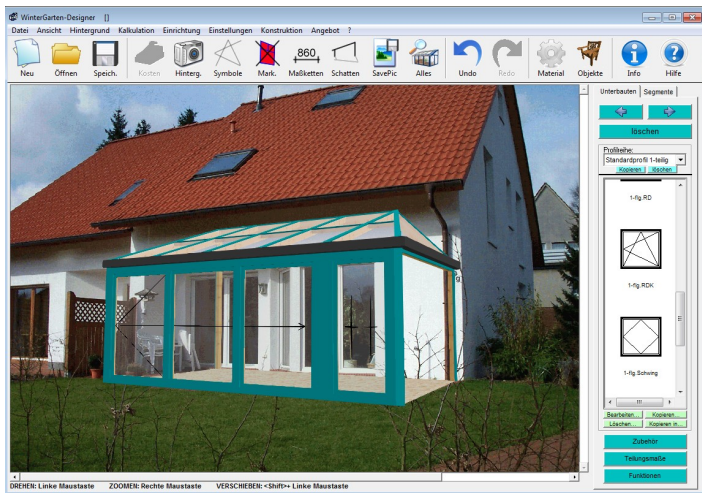 WinterGarten-Designer []
Datei Ansicht Hintergrund Kalkulation Einrichtung Einstellungen Konstruktion Angebot ?
860
Neu Öffnen Speich. Kosten Hinterg. Symbole Mark. Maßketten Schatten SavePic Alles Undo Redo Material Objekte Info Hilfe
Unterbauten Segmente
löschen
Profilreihe:
Standardprofil 1-teilig
Kopieren löschen
1-flg.RD
1-flg.RDK
1-flg.Schwing
Bearbeiten... Kopieren...
Löschen... Kopieren in...
Zubehör
Teilungsmaße
Funktionen
DREHEN: Linke Maustaste ZOOMEN: Rechte Maustaste VERSCHIEBEN: <Shift>+ Linke Maustaste